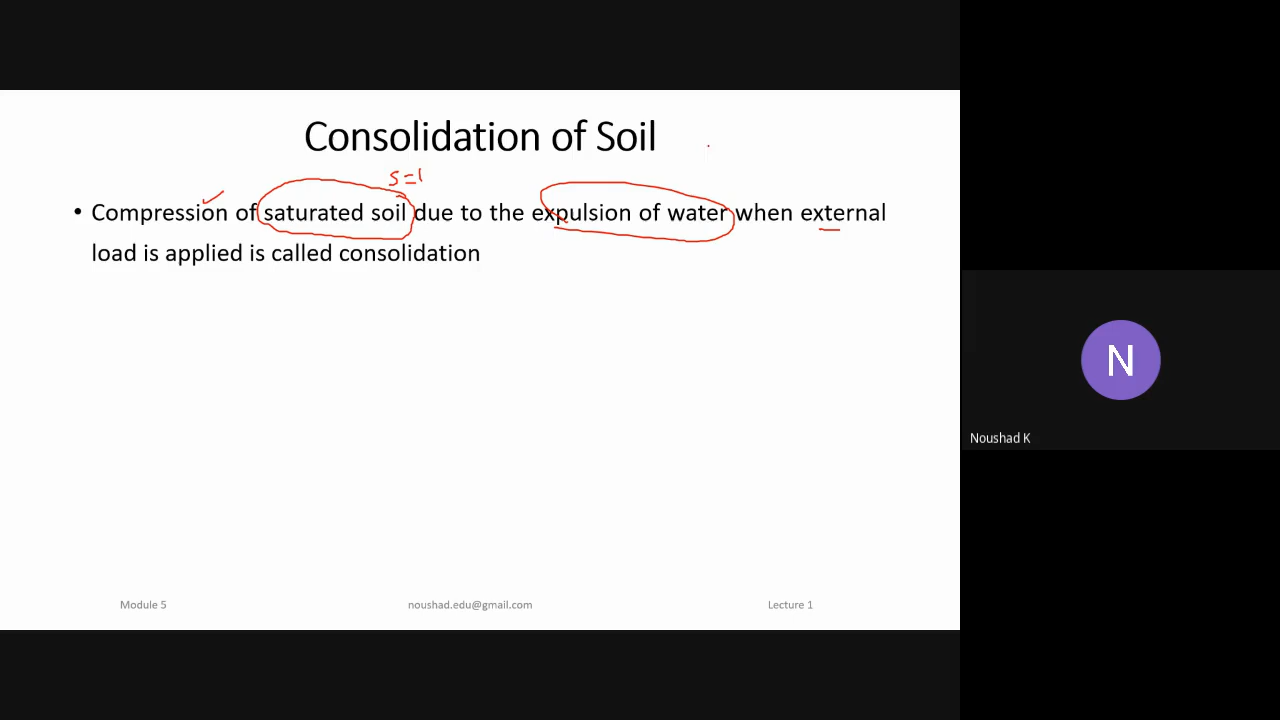 Consolidation of Soil
S=1
• Compression of saturated soil due to the expulsion of water when external
load is applied is called consolidation
N
Noushad K
Module 5 noushad.edu@gmail.com Lecture 1